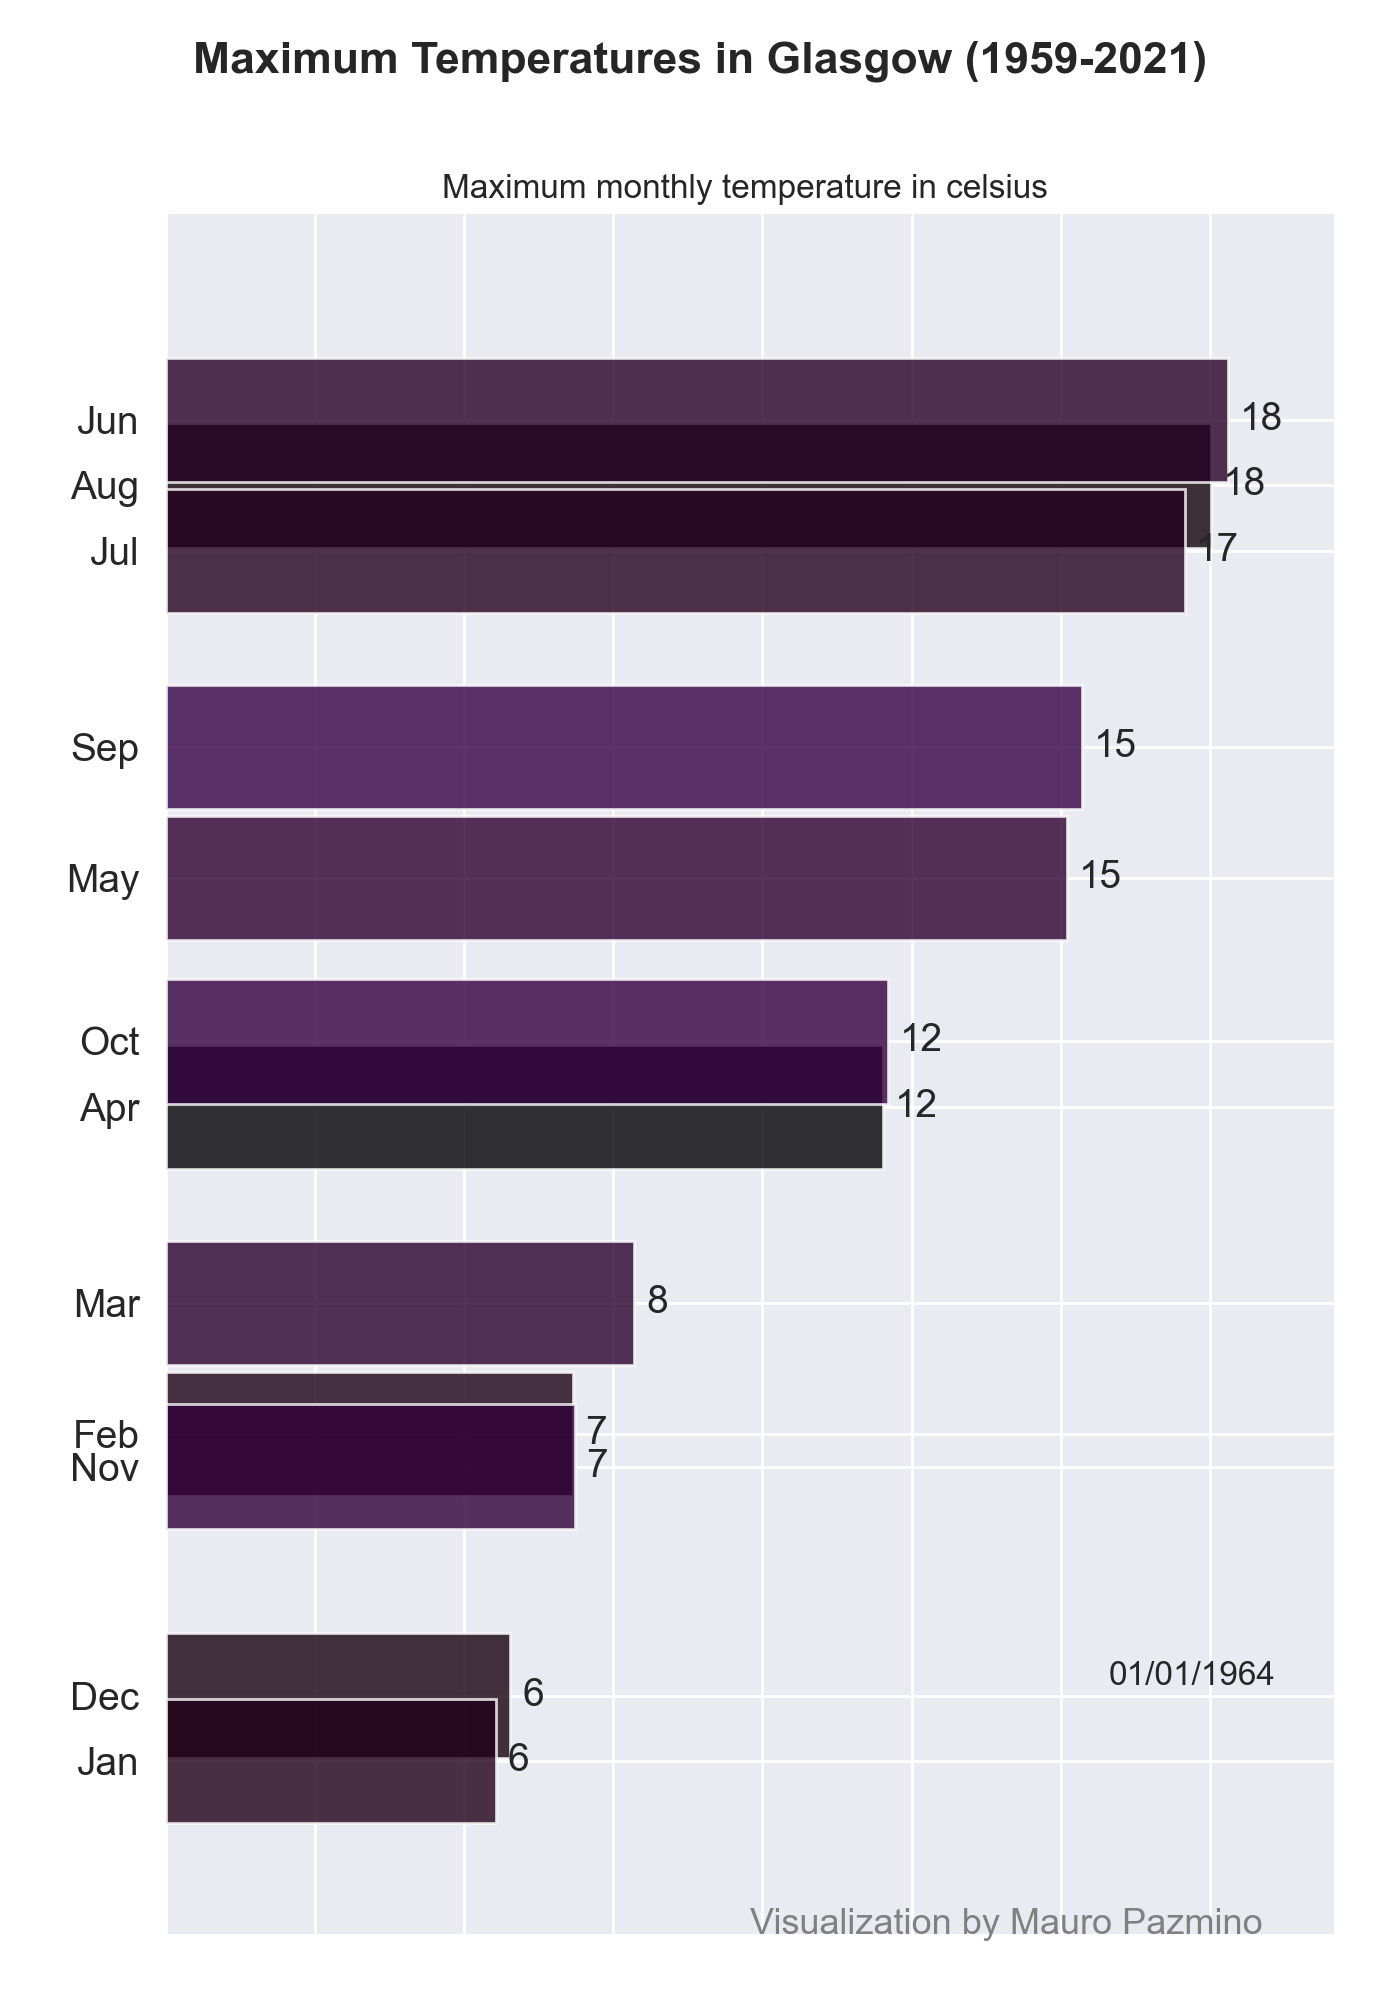 Maximum Temperatures in Glasgow (1959-2021)
Maximum monthly temperature in celsius
Jun 18
Aug 18
Jul 17
Sep 15
May 15
Oct 12
Apr 12
Mar 8
Feb 7
Nov 7
Dec 6
01/01/1964
Jan 6
Visualization by Mauro Pazmino